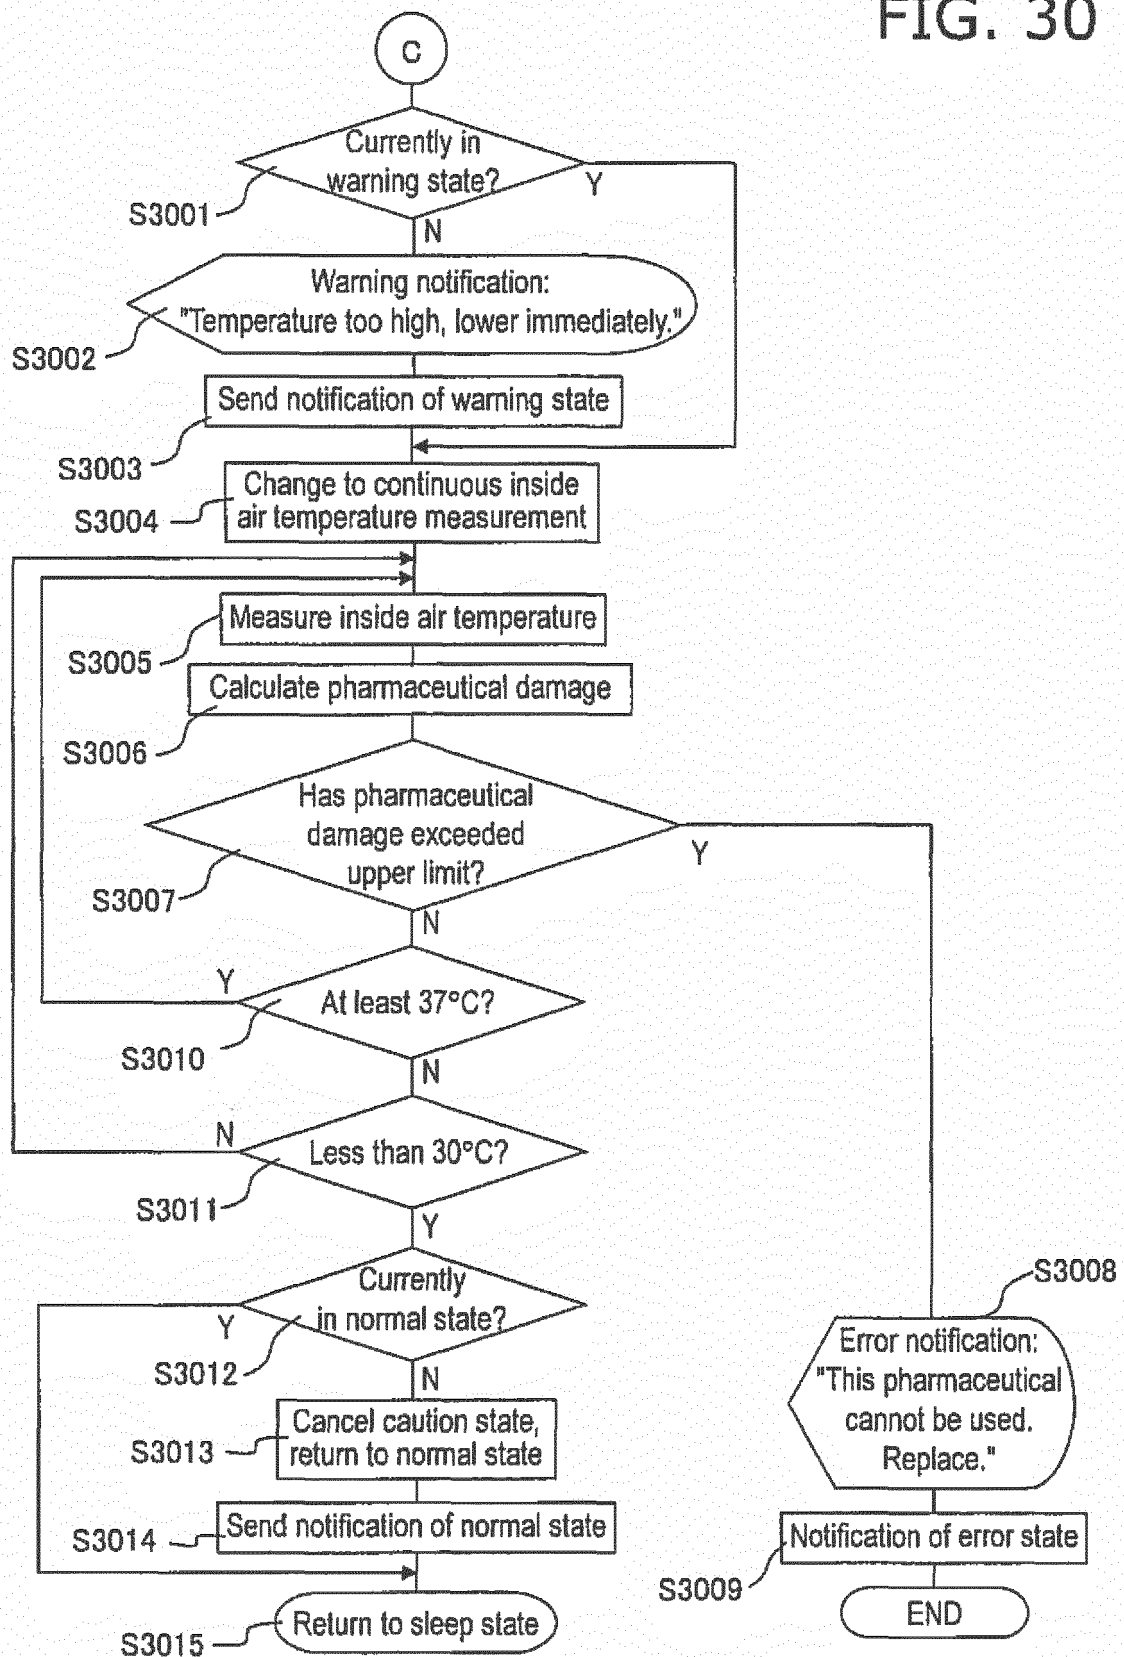 FIG. 30
C
Currently in
warning state?
Y
S3001
N
Warning notification:
"Temperature too high, lower immediately."
S3002
Send notification of warning state
S3003
Change to continuous inside
air temperature measurement
S3004
Measure inside air temperature
S3005
Calculate pharmaceutical damage
S3006
Has pharmaceutical
damage exceeded
upper limit?
Y
S3007
N
Y
At least 37°C?
S3010
N
N
Less than 30°C?
S3011
Y
Currently
in normal state?
Y
S3012
N
Cancel caution state,
return to normal state
S3013
Send notification of normal state
S3014
Return to sleep state
S3015
S3008
Error notification:
"This pharmaceutical
cannot be used.
Replace."
Notification of error state
S3009
END